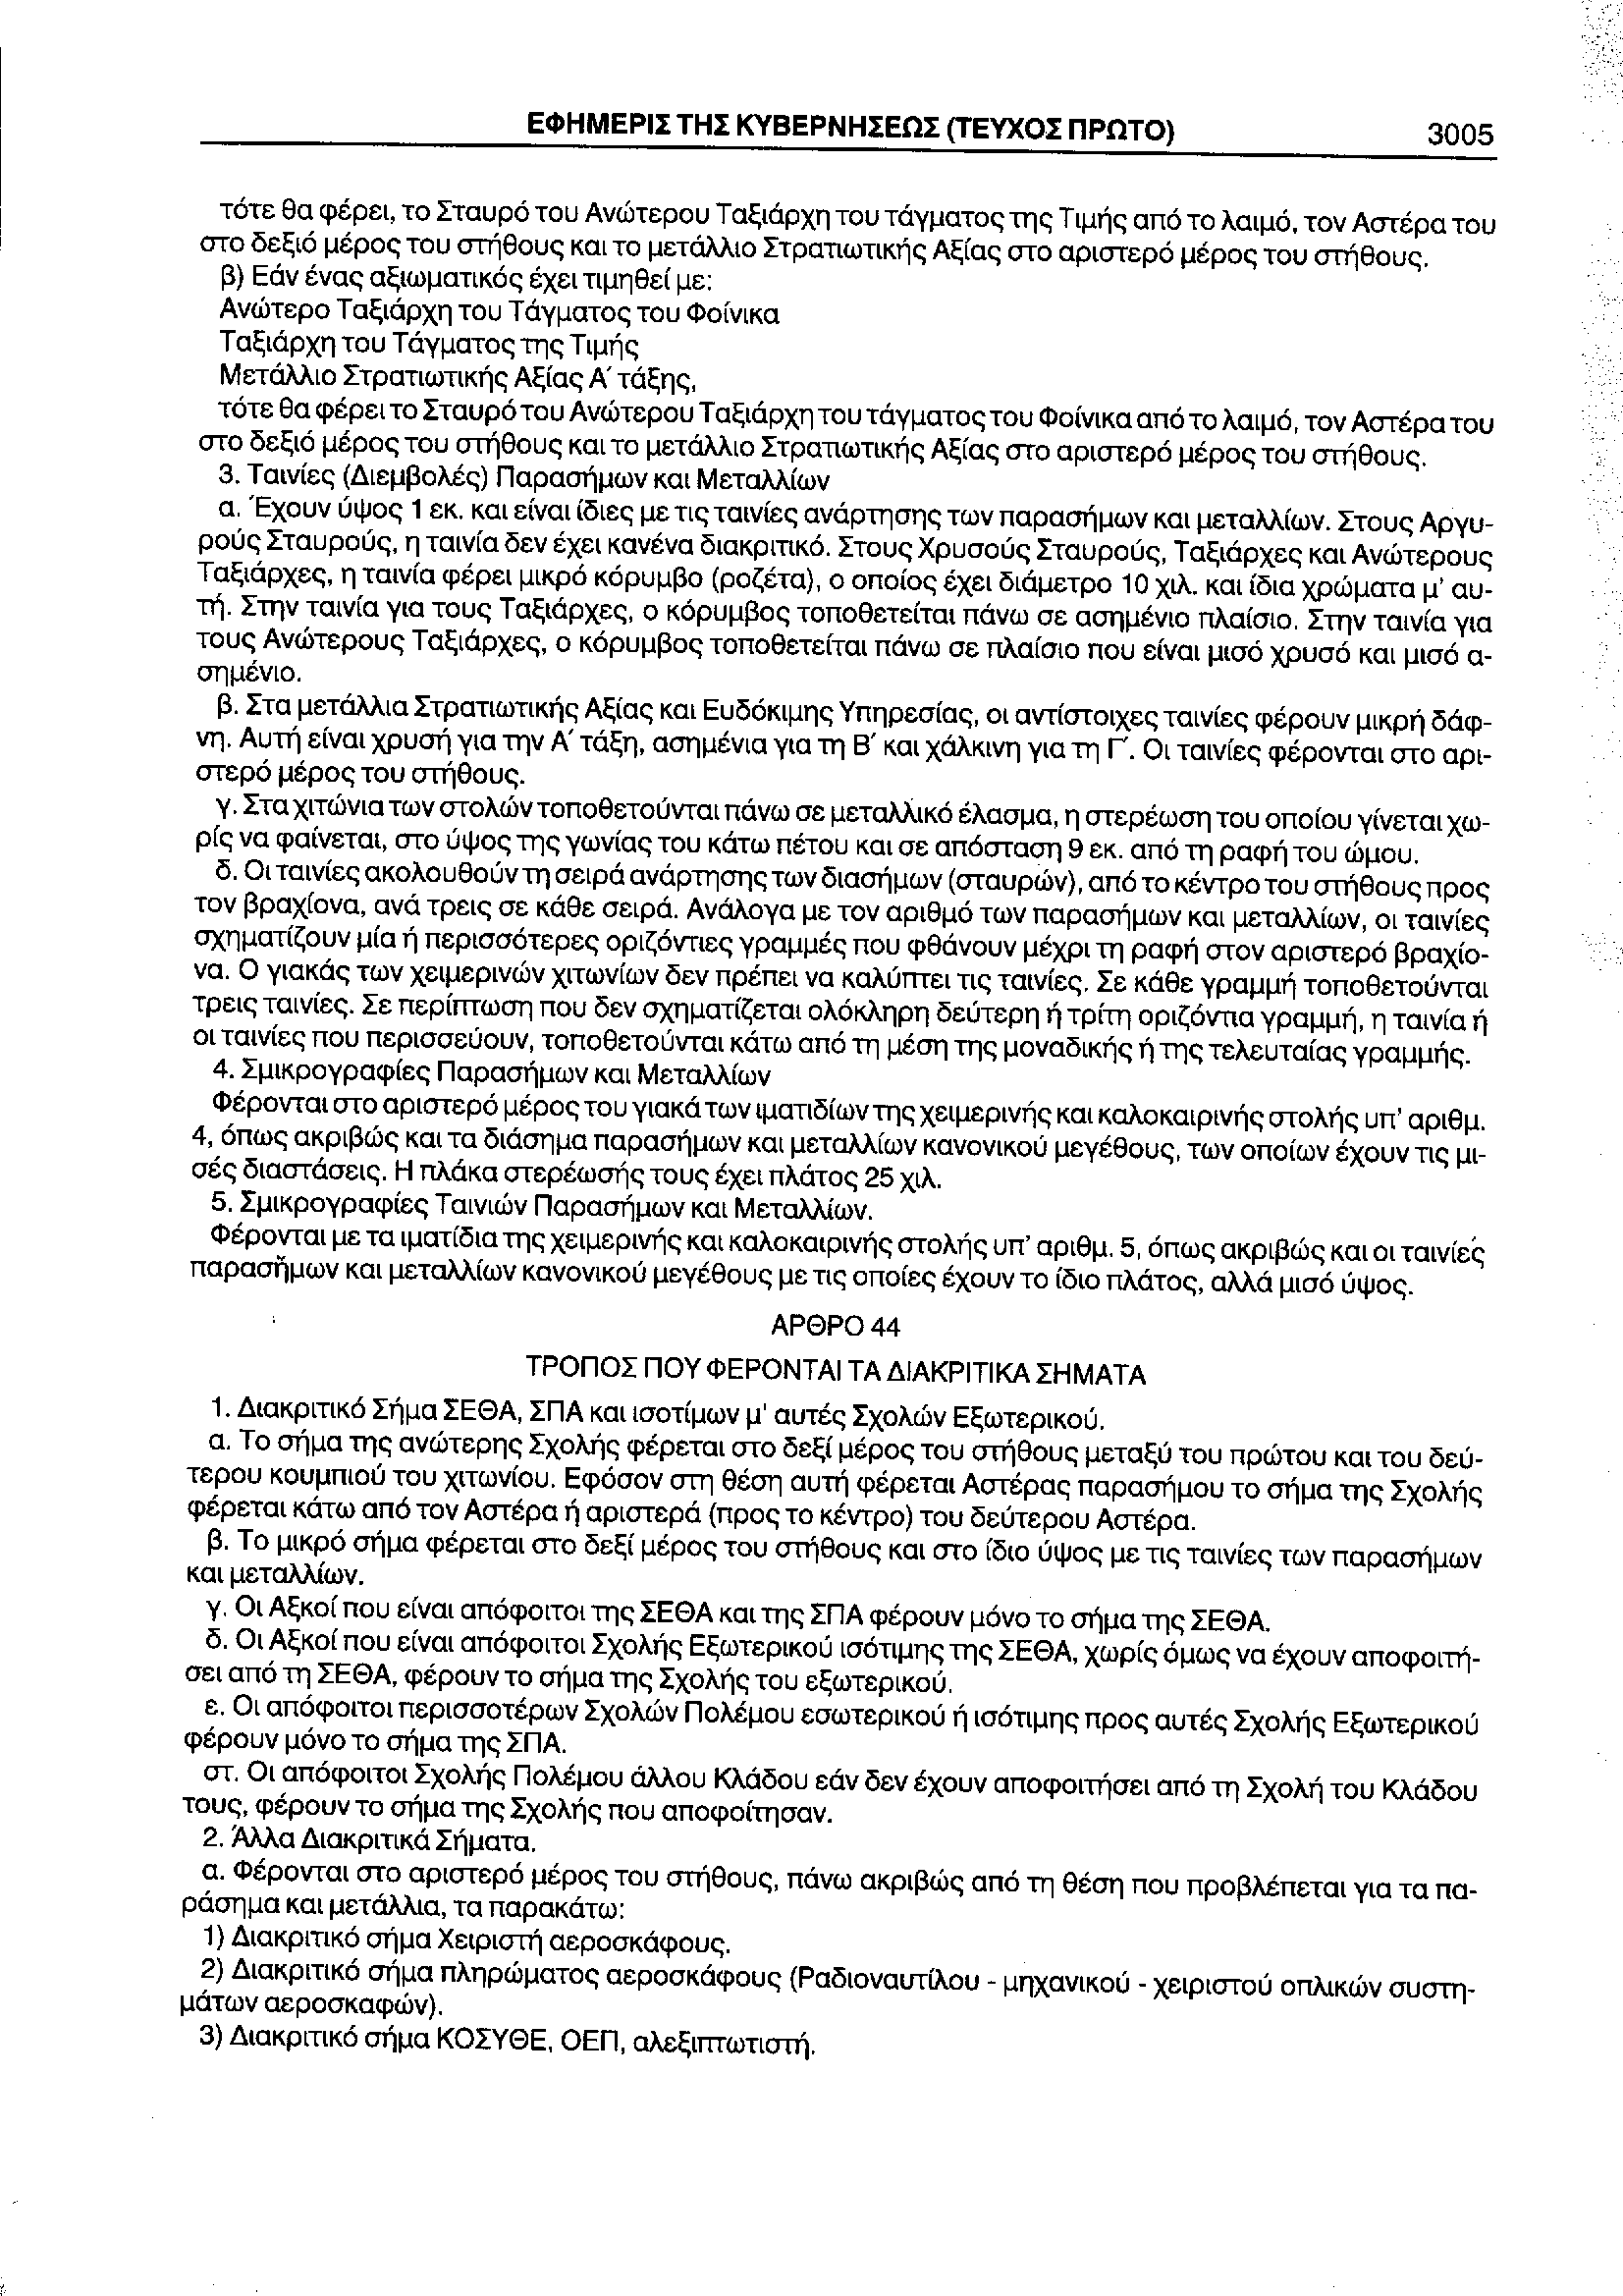 ΕΦΗΜΕΡΙΣ ΤΗΣ ΚΥΒΕΡΝΗΣΕΩΣ (ΤΕΥΧΟΣ ΠΡΩΤΟ) 3005
τότε θα φέρει, το Σταυρό του Ανώτερου Ταξιάρχη του τάγματος της Τιμής από το λαιμό, τον Αστέρα του
στο δεξιό μέρος του στήθους και το μετάλλιο Στρατιωτικής Αξίας στο αριστερό μέρος του στήθους.
β) Εάν ένας αξιωματικός έχει τιμηθεί με:
Ανώτερο Ταξιάρχη του Τάγματος του Φοίνικα
Ταξιάρχη του Τάγματος της Τιμής
Μετάλλιο Στρατιωτικής Αξίας Α' τάξης,
τότε θα φέρει το Σταυρό του Ανώτερου Ταξιάρχη του τάγματος του Φοίνικα από το λαιμό, τον Αστέρα του
στο δεξιό μέρος του στήθους και το μετάλλιο Στρατιωτικής Αξίας στο αριστερό μέρος του στήθους.
3. Ταινίες (Διεμβολές) Παρασήμων και Μεταλλίων
α. Έχουν ύψος 1 εκ. και είναι ίδιες με τις ταινίες ανάρτησης των παρασήμων και μεταλλίων. Στους Αργυ-
ρούς Σταυρούς, η ταινία δεν έχει κανένα διακριτικό. Στους Χρυσούς Σταυρούς, Ταξιάρχες και Ανώτερους
Ταξιάρχες, η ταινία φέρει μικρό κόρυμβο (ροζέτα), ο οποίος έχει διάμετρο 10 χιλ. και ίδια χρώματα μ' αυ-
τή. Στην ταινία για τους Ταξιάρχες, ο κόρυμβος τοποθετείται πάνω σε ασημένιο πλαίσιο. Στην ταινία για
τους Ανώτερους Ταξιάρχες, ο κόρυμβος τοποθετείται πάνω σε πλαίσιο που είναι μισό χρυσό και μισό α-
σημένιο.
β. Στα μετάλλια Στρατιωτικής Αξίας και Ευδόκιμης Υπηρεσίας, οι αντίστοιχες ταινίες φέρουν μικρή δάφ-
νη. Αυτή είναι χρυσή για την Α' τάξη, ασημένια για τη Β' και χάλκινη για τη Γ'. Οι ταινίες φέρονται στο αρι-
στερό μέρος του στήθους.
γ. Στα χιτώνια των στολών τοποθετούνται πάνω σε μεταλλικό έλασμα, η στερέωση του οποίου γίνεται χω-
ρίς να φαίνεται, στο ύψος της γωνίας του κάτω πέτου και σε απόσταση 9 εκ. από τη ραφή του ώμου.
δ. Οι ταινίες ακολουθούν τη σειρά ανάρτησης των διασήμων (σταυρών), από το κέντρο του στήθους προς
τον βραχίονα, ανά τρεις σε κάθε σειρά. Ανάλογα με τον αριθμό των παρασήμων και μεταλλίων, οι ταινίες
σχηματίζουν μία ή περισσότερες οριζόντιες γραμμές που φθάνουν μέχρι τη ραφή στον αριστερό βραχίο-
να. Ο γιακάς των χειμερινών χιτωνίων δεν πρέπει να καλύπτει τις ταινίες. Σε κάθε γραμμή τοποθετούνται
τρεις ταινίες. Σε περίπτωση που δεν σχηματίζεται ολόκληρη δεύτερη ή τρίτη οριζόντια γραμμή, η ταινία ή
οι ταινίες που περισσεύουν, τοποθετούνται κάτω από τη μέση της μοναδικής ή της τελευταίας γραμμής.
4. Σμικρογραφίες Παρασήμων και Μεταλλίων
Φέρονται στο αριστερό μέρος του γιακά των ιματιδίων της χειμερινής και καλοκαιρινής στολής υπ' αριθμ.
4, όπως ακριβώς και τα διάσημα παρασήμων και μεταλλίων κανονικού μεγέθους, των οποίων έχουν τις μι-
σές διαστάσεις. Η πλάκα στερέωσής τους έχει πλάτος 25 χιλ.
5. Σμικρογραφίες Ταινιών Παρασήμων και Μεταλλίων.
Φέρονται με τα ιματίδια της χειμερινής και καλοκαιρινής στολής υπ' αριθμ. 5, όπως ακριβώς και οι ταινίες
παρασήμων και μεταλλίων κανονικού μεγέθους με τις οποίες έχουν το ίδιο πλάτος, αλλά μισό ύψος.
ΑΡΘΡΟ 44
ΤΡΟΠΟΣ ΠΟΥ ΦΕΡΟΝΤΑΙ ΤΑ ΔΙΑΚΡΙΤΙΚΑ ΣΗΜΑΤΑ
1. Διακριτικό Σήμα ΣΕΘΑ, ΣΠΑ και ισοτίμων μ' αυτές Σχολών Εξωτερικού.
α. Το σήμα της ανώτερης Σχολής φέρεται στο δεξί μέρος του στήθους μεταξύ του πρώτου και του δεύ-
τερου κουμπιού του χιτωνίου. Εφόσον στη θέση αυτή φέρεται Αστέρας παρασήμου το σήμα της Σχολής
φέρεται κάτω από τον Αστέρα ή αριστερά (προς το κέντρο) του δεύτερου Αστέρα.
β. Το μικρό σήμα φέρεται στο δεξί μέρος του στήθους και στο ίδιο ύψος με τις ταινίες των παρασήμων
και μεταλλίων.
γ. Οι Αξκοί που είναι απόφοιτοι της ΣΕΘΑ και της ΣΠΑ φέρουν μόνο το σήμα της ΣΕΘΑ.
δ. Οι Αξκοί που είναι απόφοιτοι Σχολής Εξωτερικού ισότιμης της ΣΕΘΑ, χωρίς όμως να έχουν αποφοιτή-
σει από τη ΣΕΘΑ, φέρουν το σήμα της Σχολής του εξωτερικού.
ε. Οι απόφοιτοι περισσοτέρων Σχολών Πολέμου εσωτερικού ή ισότιμης προς αυτές Σχολής Εξωτερικού
φέρουν μόνο το σήμα της ΣΠΑ.
στ. Οι απόφοιτοι Σχολής Πολέμου άλλου Κλάδου εάν δεν έχουν αποφοιτήσει από τη Σχολή του Κλάδου
τους, φέρουν το σήμα της Σχολής που αποφοίτησαν.
2. Άλλα Διακριτικά Σήματα.
α. Φέρονται στο αριστερό μέρος του στήθους, πάνω ακριβώς από τη θέση που προβλέπεται για τα πα-
ράσημα και μετάλλια, τα παρακάτω:
1) Διακριτικό σήμα Χειριστή αεροσκάφους.
2) Διακριτικό σήμα πληρώματος αεροσκάφους (Ραδιοναυτίλου - μηχανικού - χειριστού οπλικών συστη-
μάτων αεροσκαφών).
3) Διακριτικό σήμα ΚΟΣΥΘΕ, ΟΕΠ, αλεξιπτωτιστή.